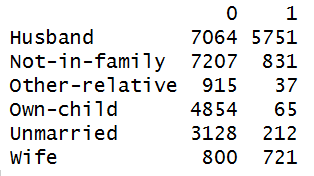 0 1
Husband 7064 5751
Not-in-family 7207 831
Other-relative 915 37
Own-child 4854 65
Unmarried 3128 212
Wife 800 721